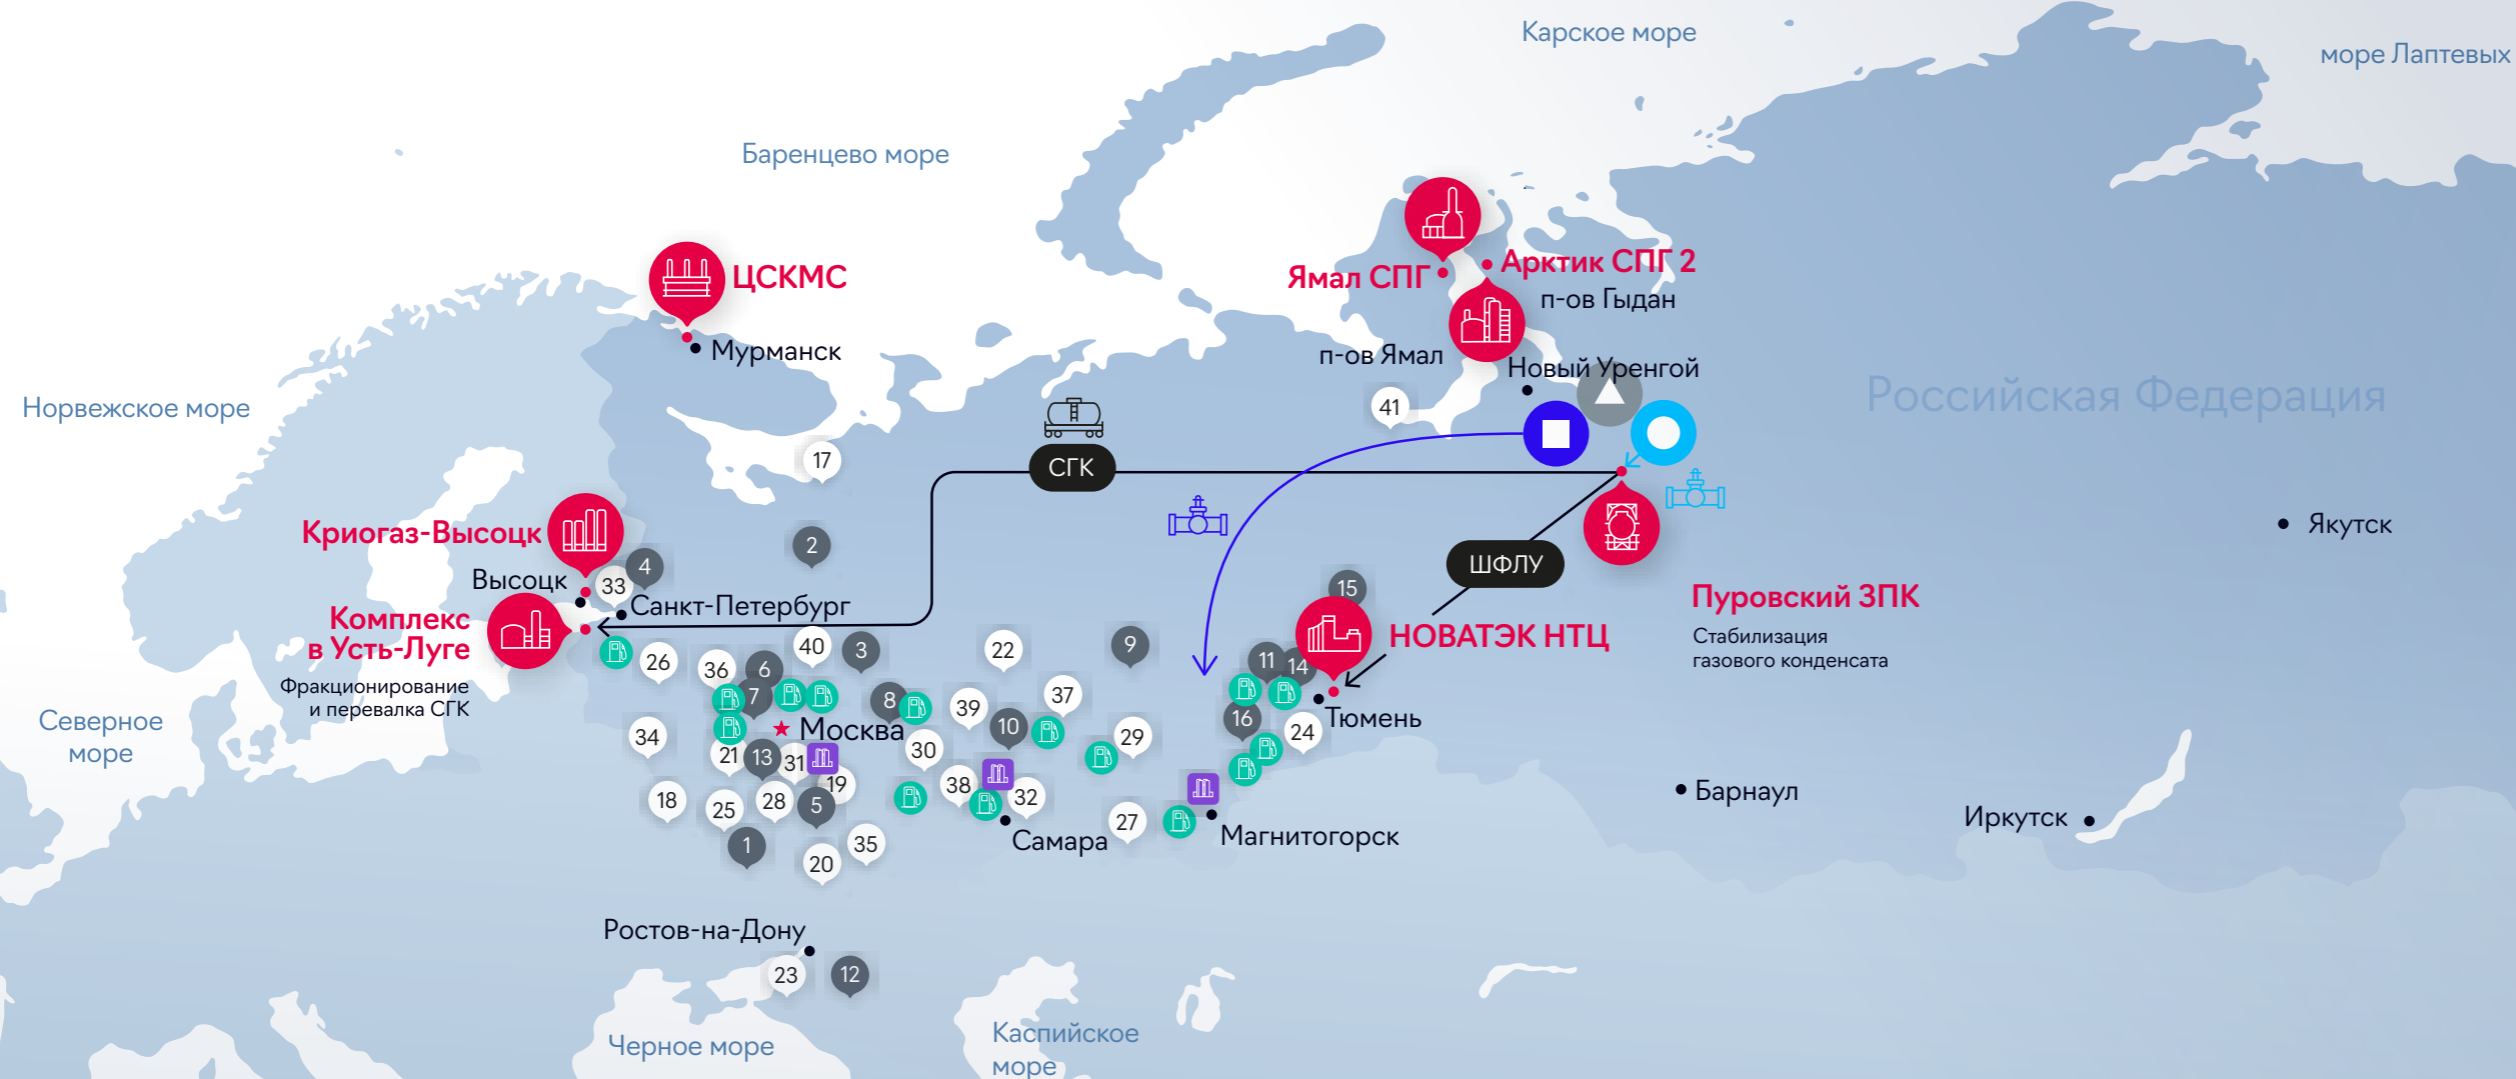 Карское море
море Лаптевых
Баренцево море
ЦСКМС
Мурманск
Ямал СПГ
Арктик СПГ 2
п-ов Гыдан
п-ов Ямал
Новый Уренгой
Российская Федерация
Норвежское море
41
17
СГК
Криогаз-Высоцк
2
Якутск
ШФЛУ
4
33
Высоцк
15
Санкт-Петербург
Пуровский ЗПК
Стабилизация
газового конденсата
Комплекс
в Усть-Луге
НОВАТЭК НТЦ
Фракционирование
и перевалка СГК
26
36
6
40
3
22
9
11
14
7
8
39
37
Северное
море
34
Москва
10
16
24
Тюмень
29
30
21
13
31
19
38
32
18
25
28
5
27
Барнаул
Иркутск
Самара
Магнитогорск
1
35
20
Ростов-на-Дону
23
12
Черное море
Каспийское
море